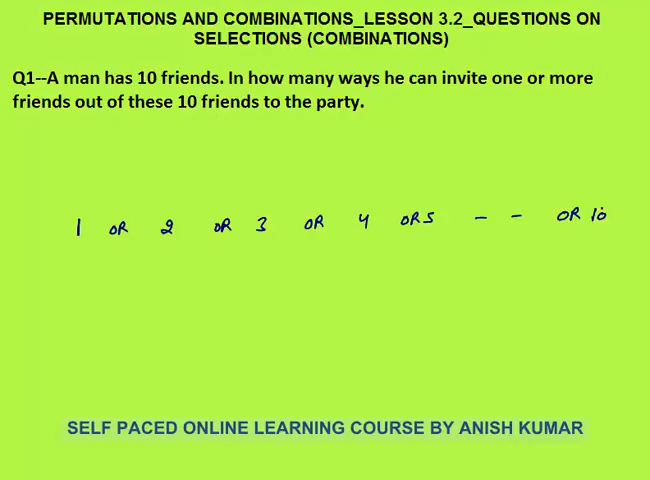 PERMUTATIONS AND COMBINATIONS_LESSON 3.2_QUESTIONS ON
SELECTIONS (COMBINATIONS)
Q1--A man has 10 friends. In how many ways he can invite one or more
friends out of these 10 friends to the party.
1 OR 2 OR 3 OR 4 OR 5 - - OR 10
SELF PACED ONLINE LEARNING COURSE BY ANISH KUMAR